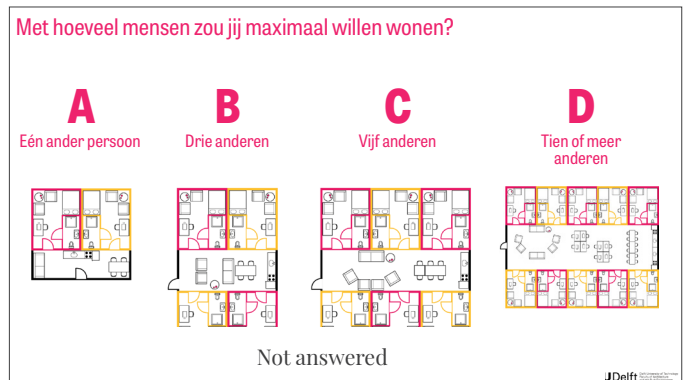 Met hoeveel mensen zou jij maximaal willen wonen?
A
Eén ander persoon
B
Drie anderen
C
Vijf anderen
D
Tien of meer
anderen
Not answered
Delft